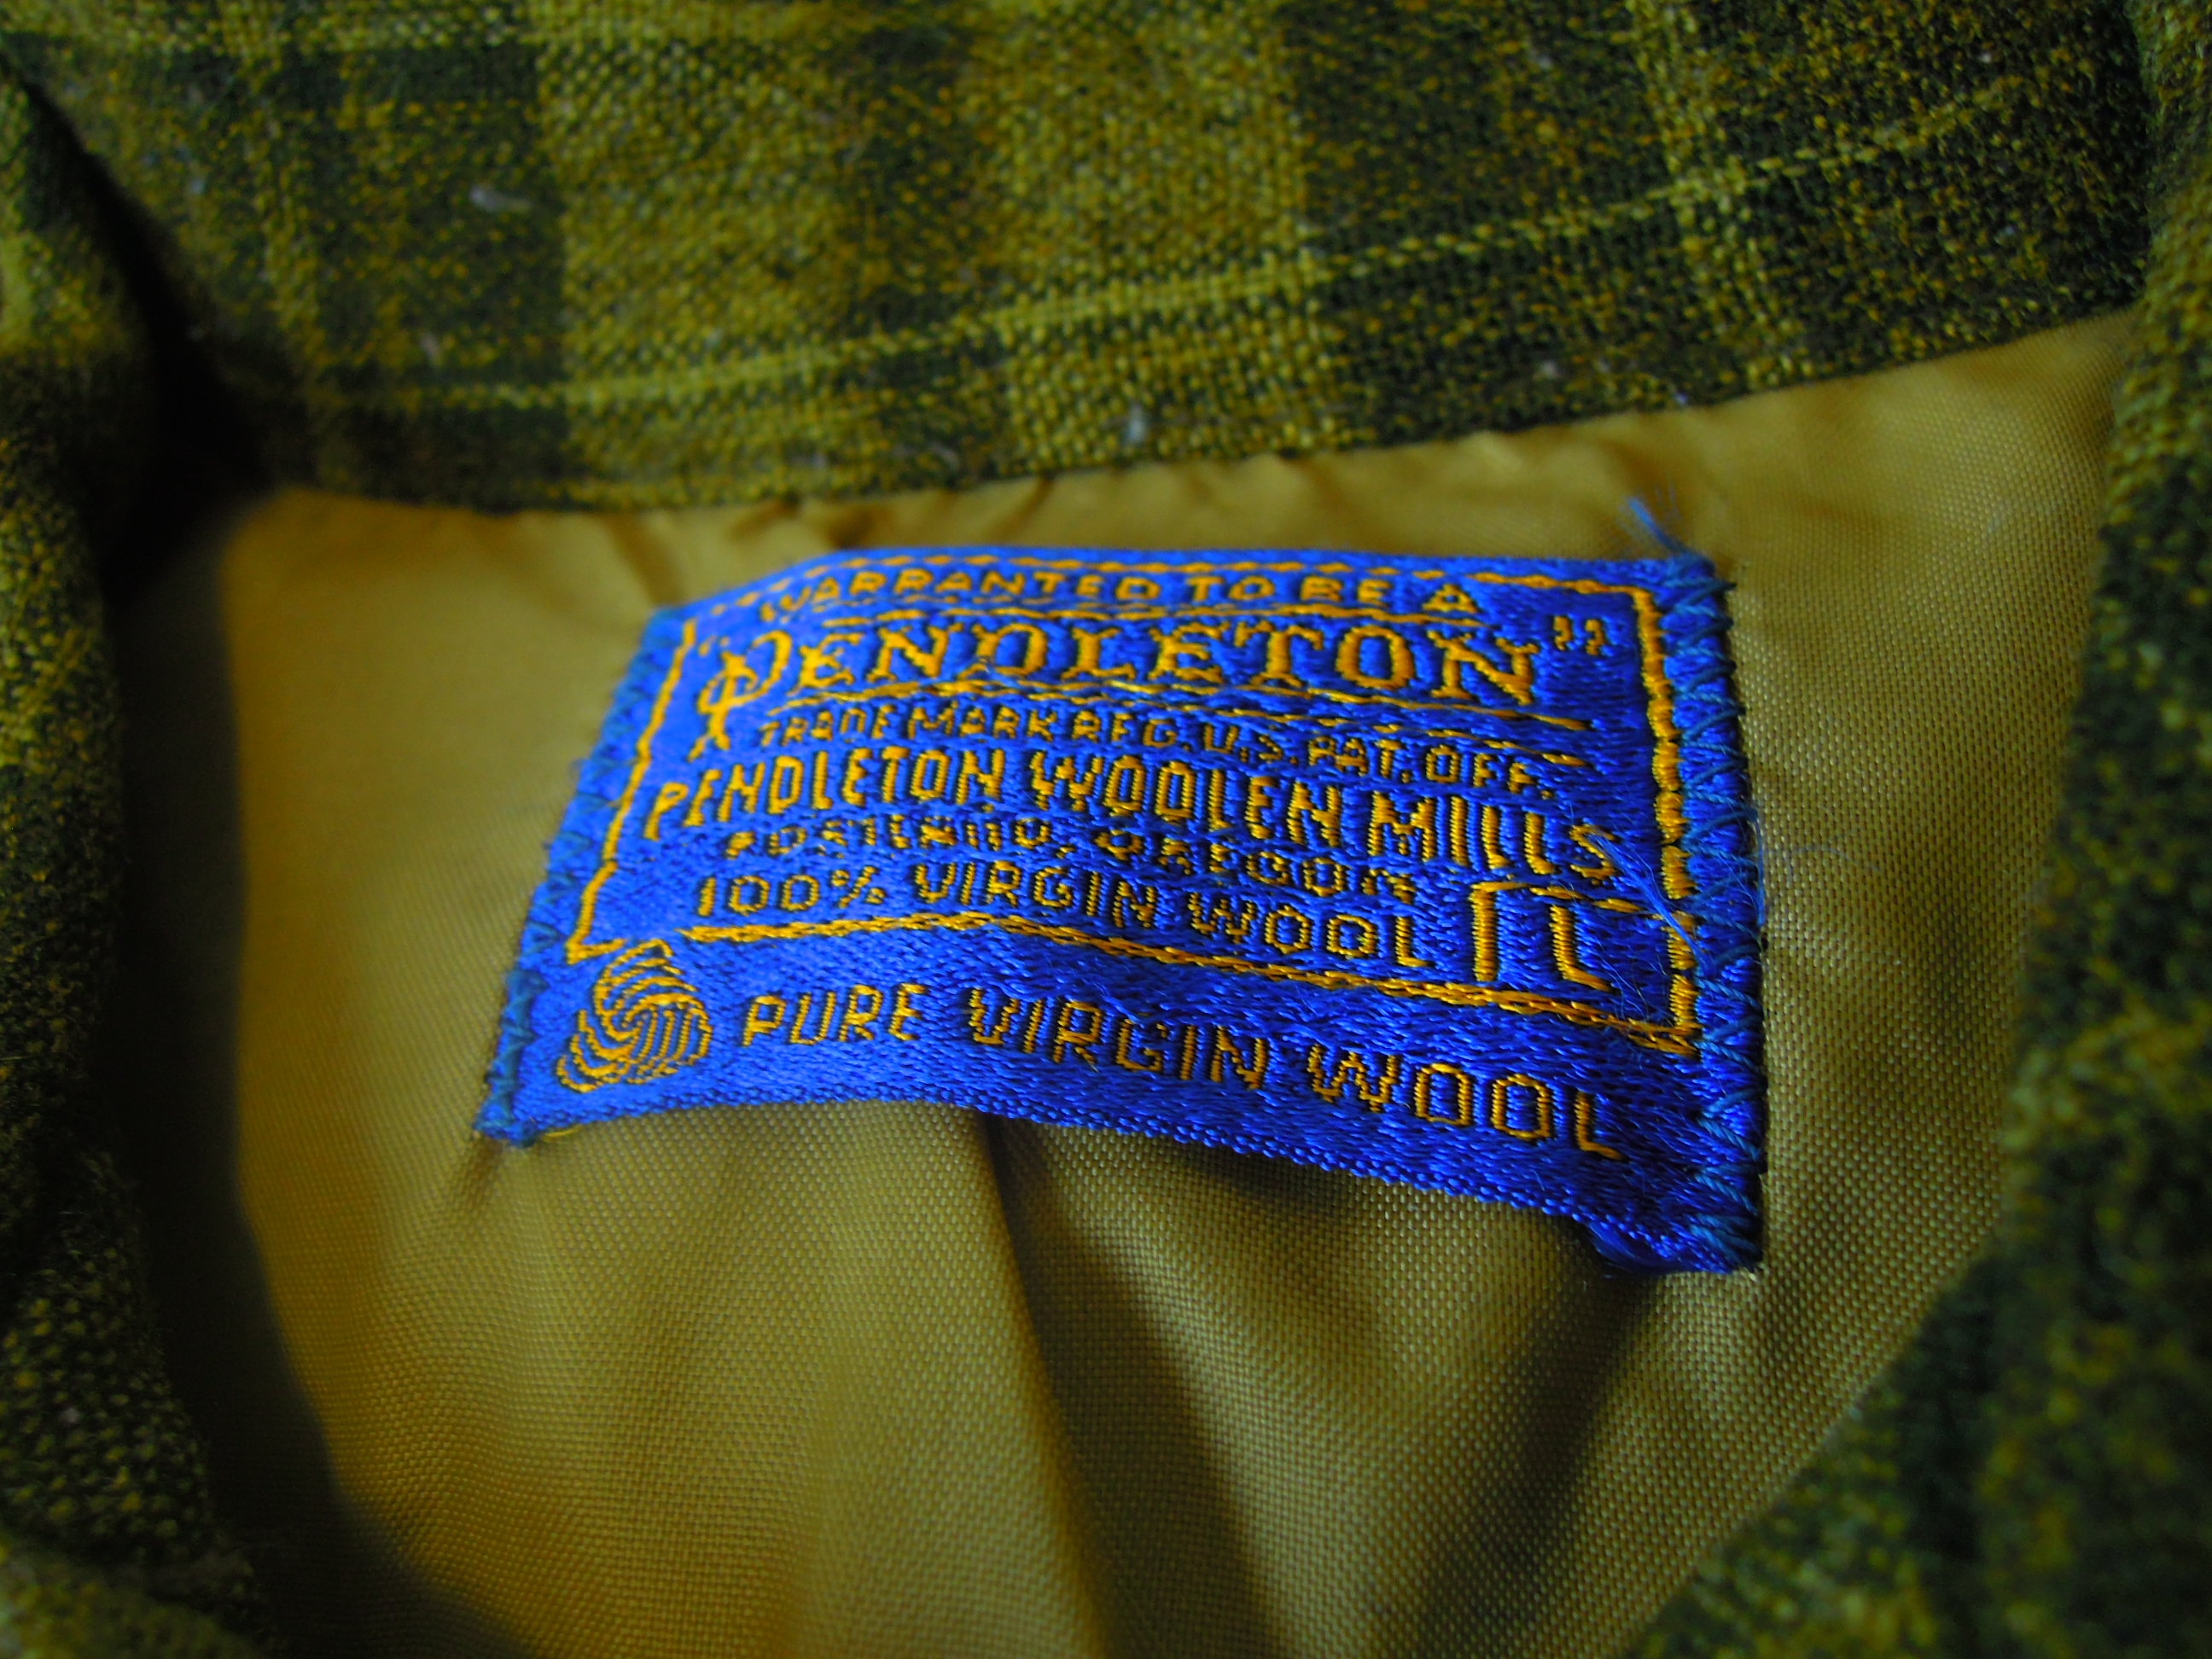 WARRANTED TO BE A
"PENDLETON"
TRADE MARK REG. U.S. PAT. OFF.
PENDLETON WOOLEN MILLS
PORTLAND, OREGON
100% VIRGIN WOOL L
PURE VIRGIN WOOL